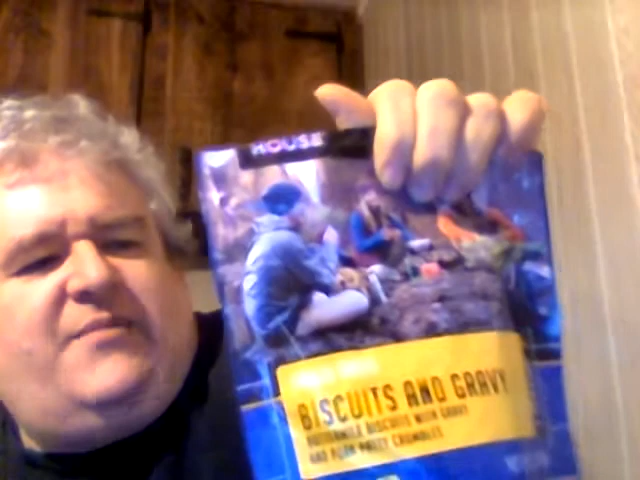 HOUSE
BISCUITS AND GRAVY
BUTTERMILK BISCUITS WITH GRAVY
AND PORK PATTY CRUMBLES